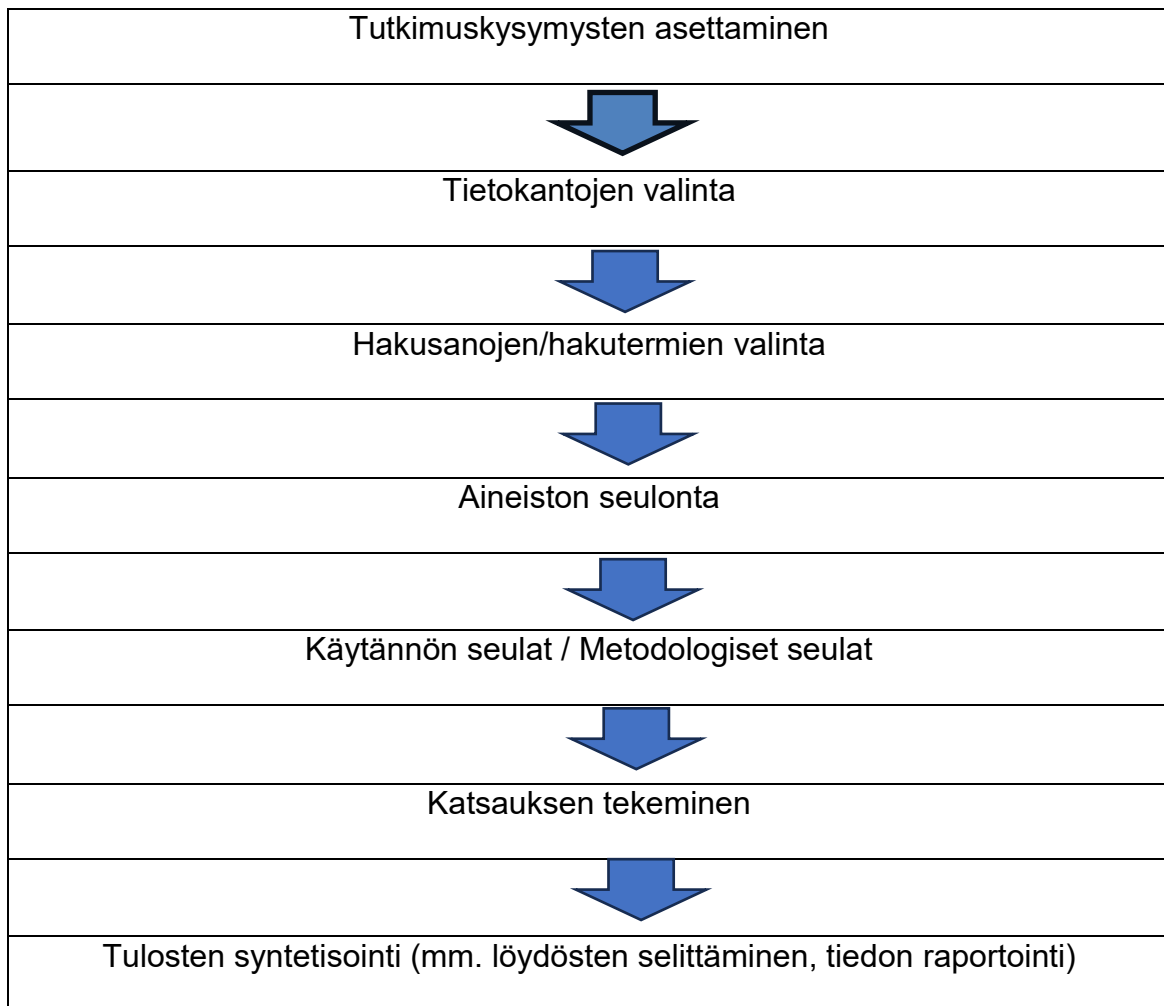 Tutkimuskysymysten asettaminen
Tietokantojen valinta
Hakusanojen/hakutermien valinta
Aineiston seulonta
Käytännön seulat / Metodologiset seulat
Katsauksen tekeminen
Tulosten syntetisointi (mm. löydösten selittäminen, tiedon raportointi)